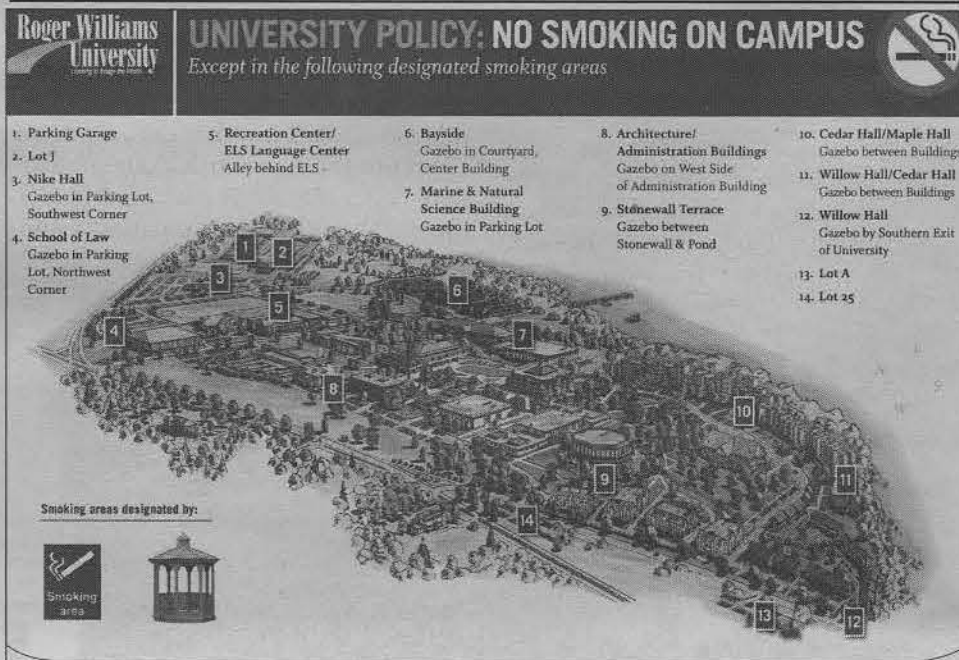 Roger Williams
University
UNIVERSITY POLICY: NO SMOKING ON CAMPUS
Except in the following designated smoking areas
1. Parking Garage
2. Lot J
3. Nike Hall
Gazebo in Parking Lot,
Southwest Corner
4. School of Law
Gazebo in Parking
Lot, Northwest
Corner
5. Recreation Center/
ELS Language Center
Alley behind ELS -
6. Bayside
Gazebo in Courtyard,
Center Building
7. Marine & Natural
Science Building
Gazebo in Parking Lot
8. Architecture/
Administration Buildings
Gazebo on West Side
of Administration Building
9. Stonewall Terrace
Gazebo between
Stonewall & Pond
10. Cedar Hall/Maple Hall
Gazebo between Buildings
11. Willow Hall/Cedar Hall
Gazebo between Buildings
12. Willow Hall
Gazebo by Southern Exit
of University
13. Lot A
14. Lot 25
1
2
3
4
5
6
7
8
9
10
11
14
13
12
Smoking areas designated by:
Smoking
area